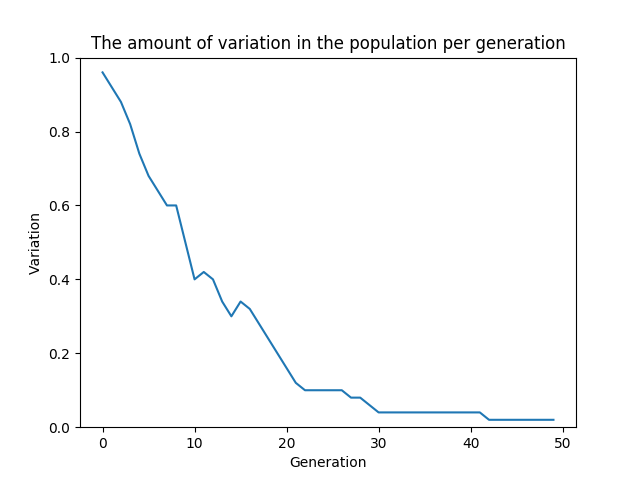 The amount of variation in the population per generation
1.0
0.8
0.6
0.4
0.2
0.0
Variation
0 10 20 30 40 50
Generation